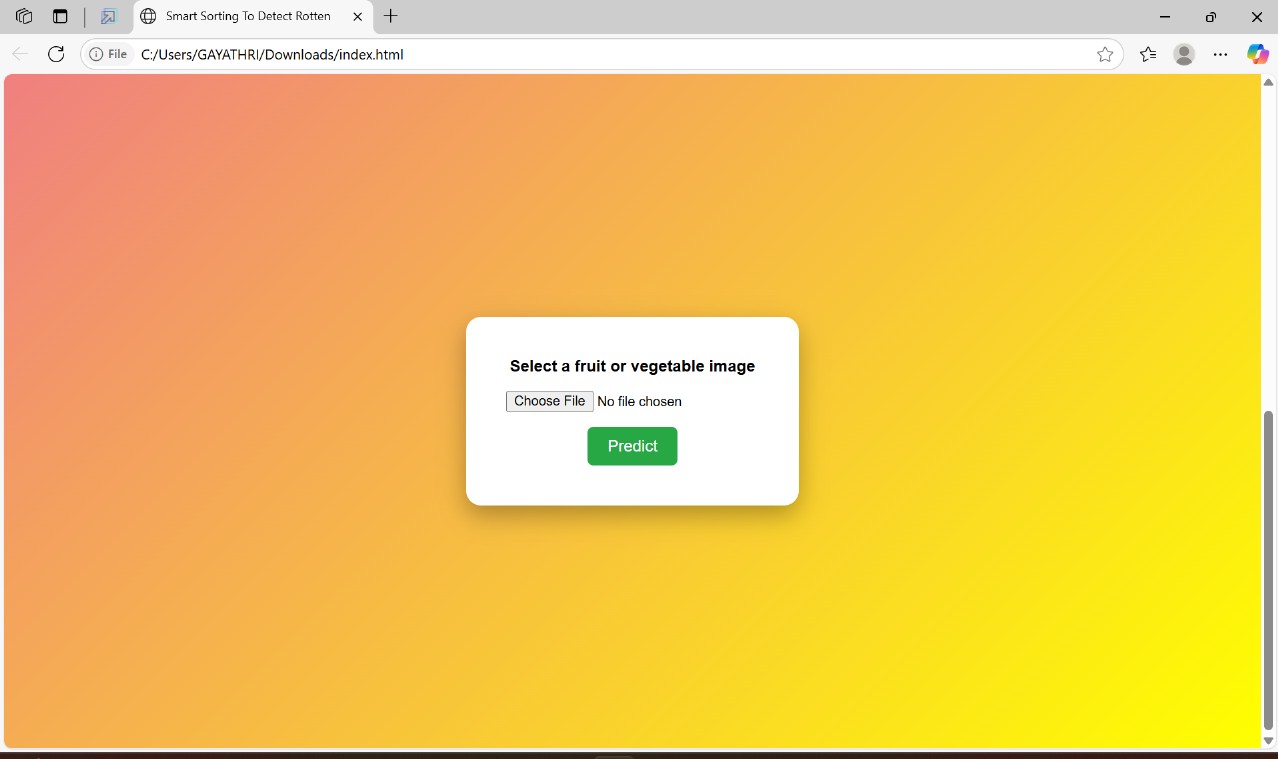 Smart Sorting To Detect Rotten
File C:/Users/GAYATHRI/Downloads/index.html
Select a fruit or vegetable image
Choose File No file chosen
Predict